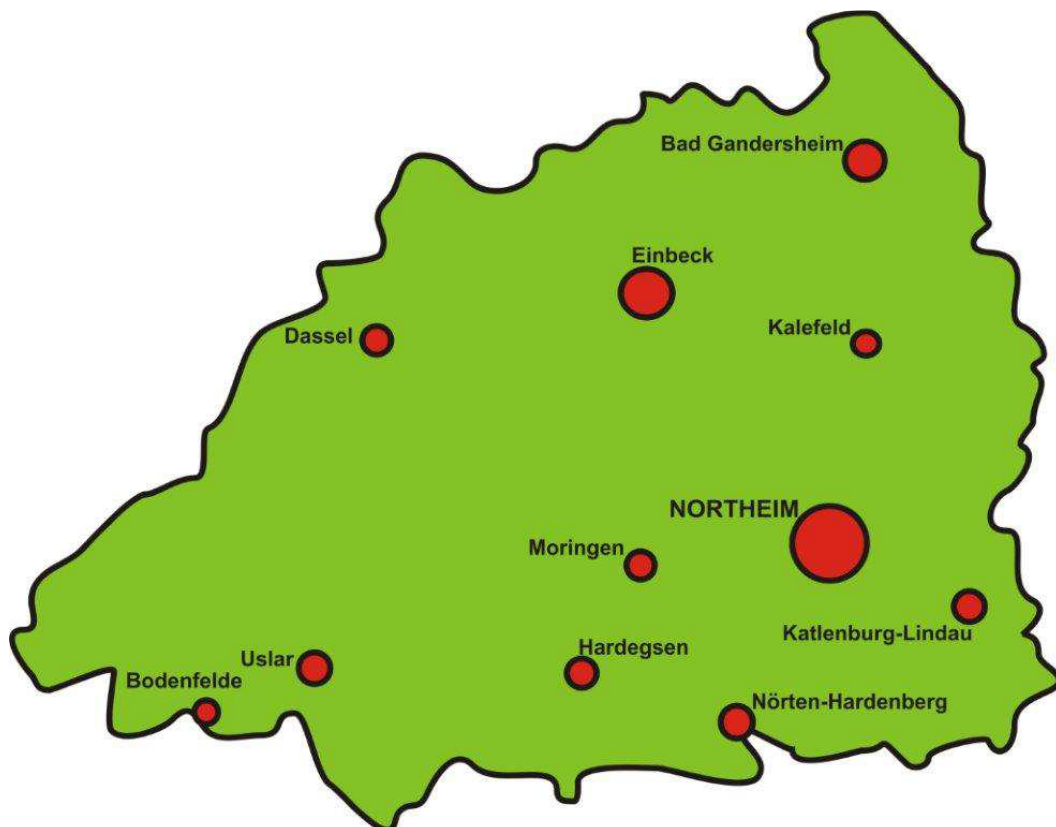 Bad Gandersheim
Einbeck
Dassel
Kalefeld
NORTHEIM
Moringen
Katlenburg-Lindau
Hardegsen
Uslar
Bodenfelde
Nörten-Hardenberg